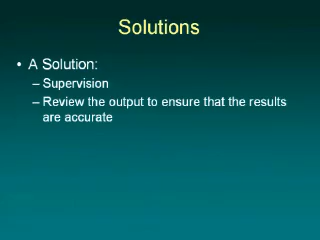 Solutions
• A Solution:
– Supervision
– Review the output to ensure that the results
are accurate